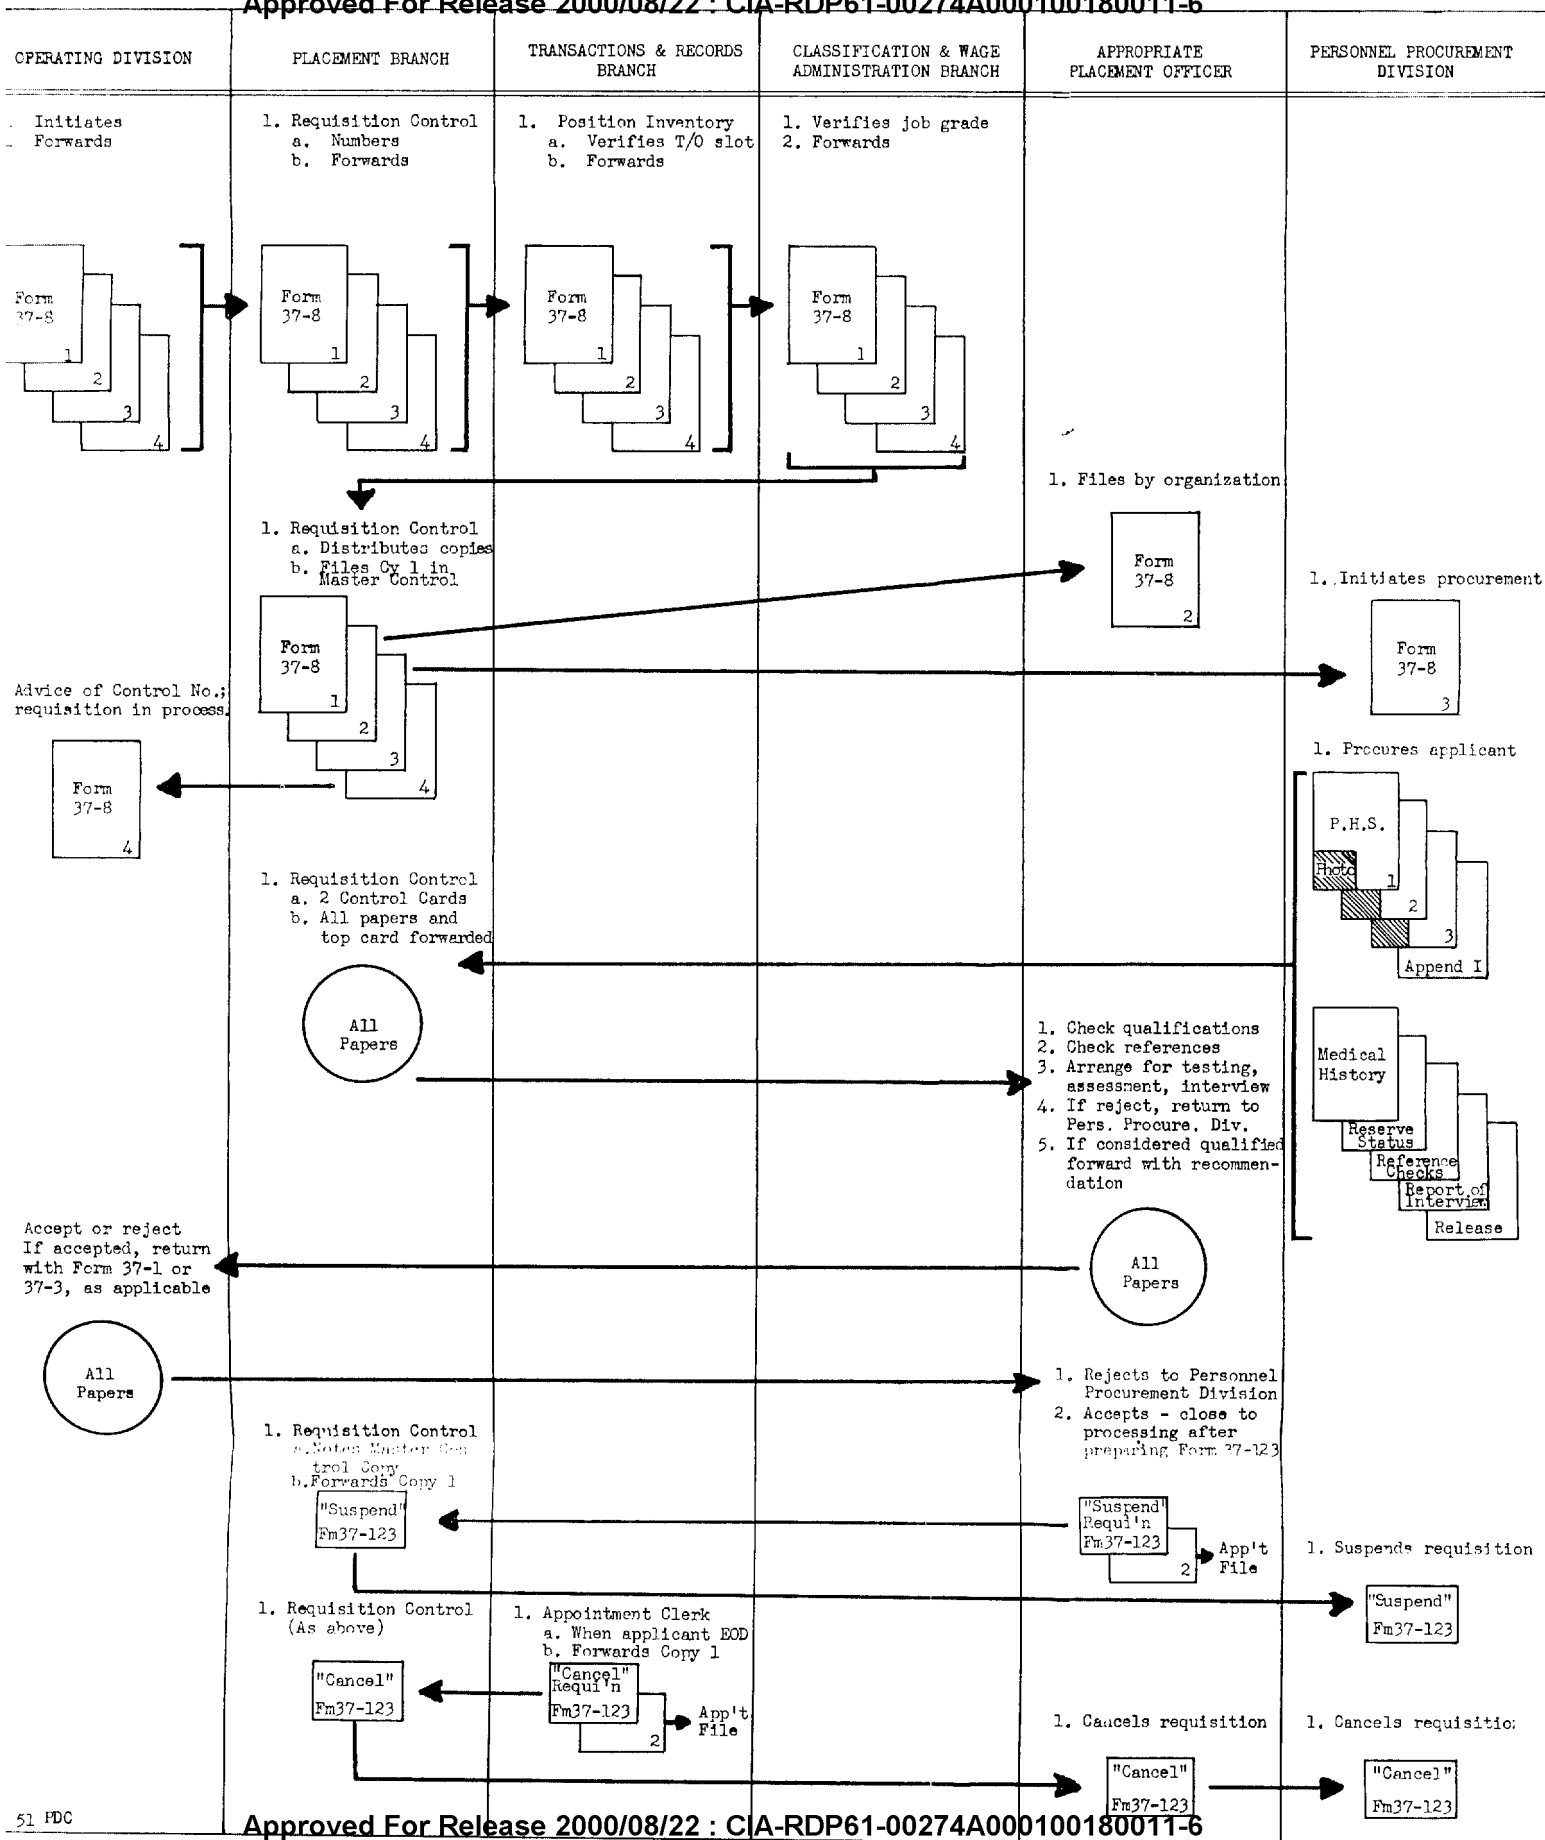 Approved For Release 2000/08/22 : CIA-RDP61-00274A000100180011-6
OPERATING DIVISION
PLACEMENT BRANCH
TRANSACTIONS & RECORDS
BRANCH
CLASSIFICATION & WAGE
ADMINISTRATION BRANCH
APPROPRIATE
PLACEMENT OFFICER
PERSONNEL PROCUREMENT
DIVISION
Initiates
Forwards
1. Requisition Control
a. Numbers
b. Forwards
1. Position Inventory
a. Verifies T/O slot
b. Forwards
1. Verifies job grade
2. Forwards
Form
37-8
1
2
3
4
Form
37-8
1
2
3
4
Form
37-8
1
2
3
4
Form
37-8
1
2
3
4
1. Requisition Control
a. Distributes copies
b. Files Cy 1 in
Master Control
1. Files by organization
Form
37-8
2
1. Initiates procurement
Form
37-8
3
Form
37-8
1
2
3
4
Advice of Control No.;
requisition in process.
Form
37-8
4
1. Procures applicant
P.H.S.
Photo
1
2
3
Append I
1. Requisition Control
a. 2 Control Cards
b. All papers and
top card forwarded
All
Papers
1. Check qualifications
2. Check references
3. Arrange for testing,
assessment, interview
4. If reject, return to
Pers. Procure. Div.
5. If considered qualified
forward with recommen-
dation
Medical
History
Reserve
Status
Reference
Checks
Report of
Interview
Release
Accept or reject
If accepted, return
with Form 37-1 or
37-3, as applicable
All
Papers
All
Papers
1. Rejects to Personnel
Procurement Division
2. Accepts - close to
processing after
preparing Form 37-123
1. Requisition Control
a.Notes Master Con
trol Copy
b.Forwards Copy 1
"Suspend"
Fm37-123
"Suspend"
Requi'n
Fm37-123
2
App't
File
1. Suspends requisition
"Suspend"
Fm37-123
1. Requisition Control
(As above)
1. Appointment Clerk
a. When applicant EOD
b. Forwards Copy 1
"Cancel"
Fm37-123
"Cancel"
Requi'n
Fm37-123
2
App't
File
1. Cancels requisition
"Cancel"
Fm37-123
1. Cancels requisitio
"Cancel"
Fm37-123
51 PDC
Approved For Release 2000/08/22 : CIA-RDP61-00274A000100180011-6